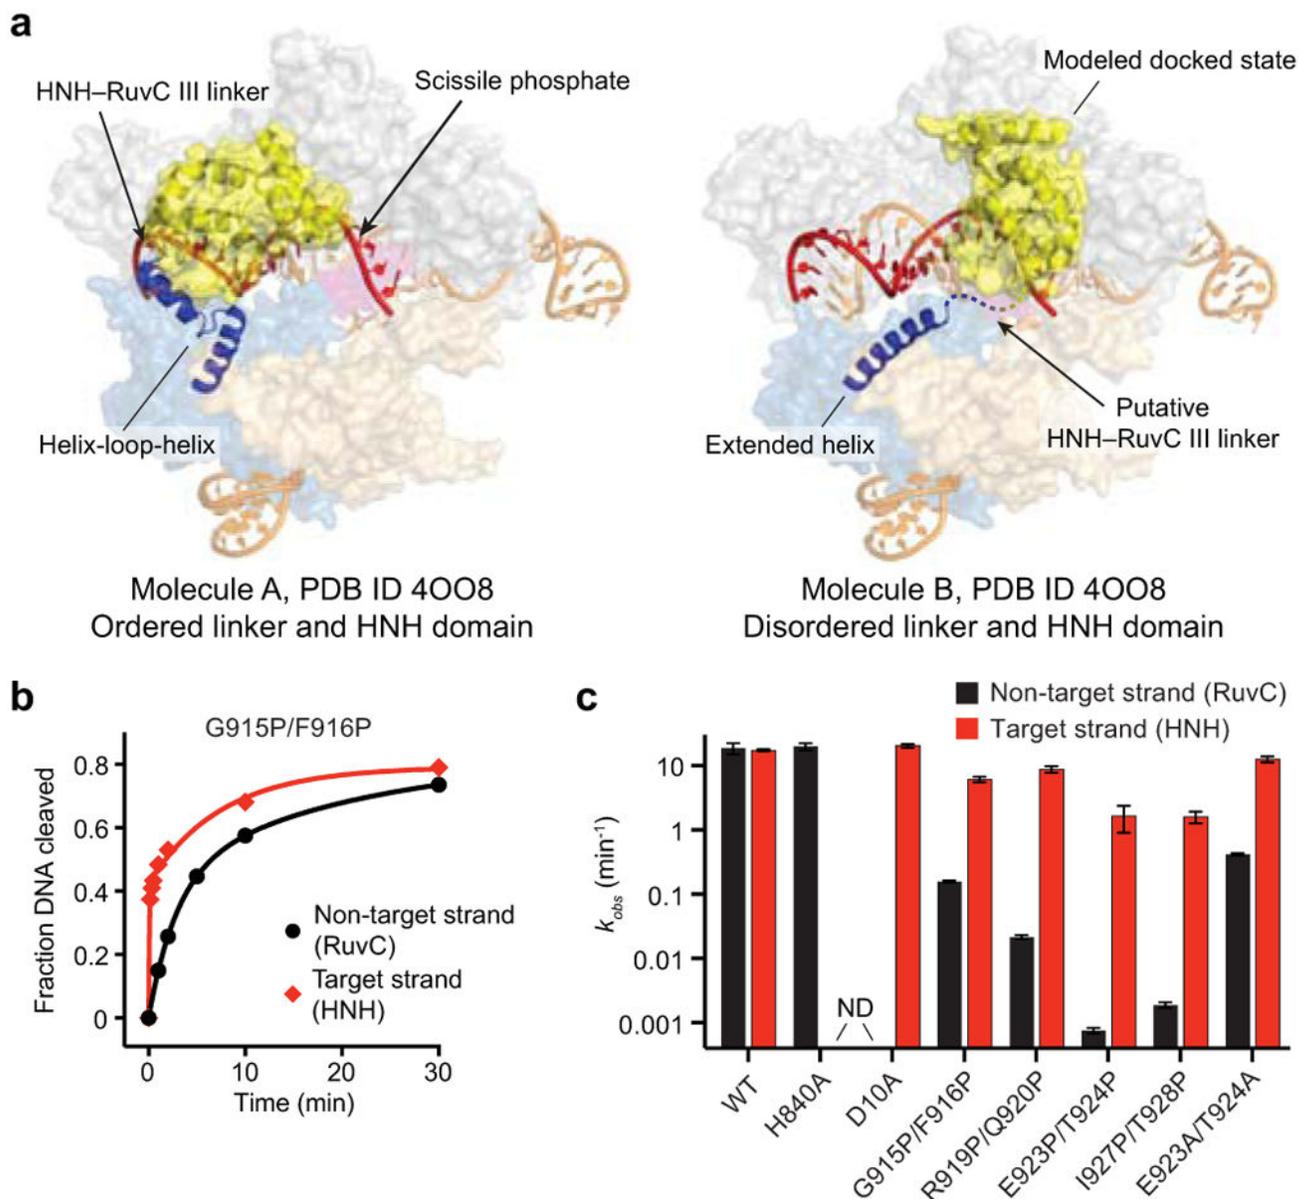 a
HNH–RuvC III linker
Scissile phosphate
Helix-loop-helix
Molecule A, PDB ID 4OO8
Ordered linker and HNH domain
Modeled docked state
Extended helix
Putative
HNH–RuvC III linker
Molecule B, PDB ID 4OO8
Disordered linker and HNH domain
b
G915P/F916P
Fraction DNA cleaved
0.8
0.6
0.4
0.2
0
Non-target strand
(RuvC)
Target strand
(HNH)
0
10
20
30
Time (min)
c
Non-target strand (RuvC)
Target strand (HNH)
kobs (min-1)
10
1
0.1
0.01
0.001
ND
WT
H840A
D10A
G915P/F916P
R919P/Q920P
E923P/T924P
I927P/T928P
E923A/T924A